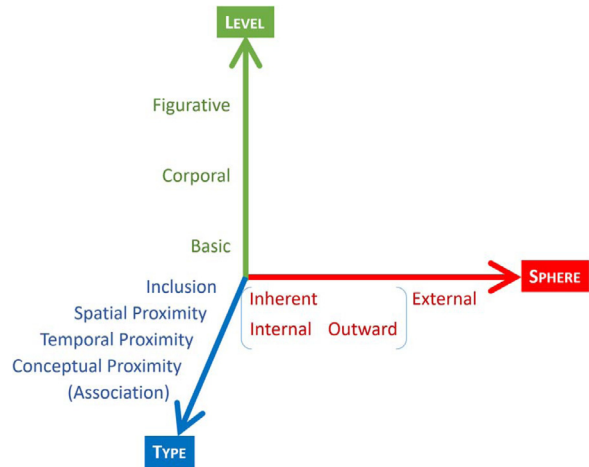 LEVEL
Figurative
Corporal
Basic
Inclusion
Spatial Proximity
Temporal Proximity
Conceptual Proximity
(Association)
TYPE
Inherent
Internal Outward
External
SPHERE